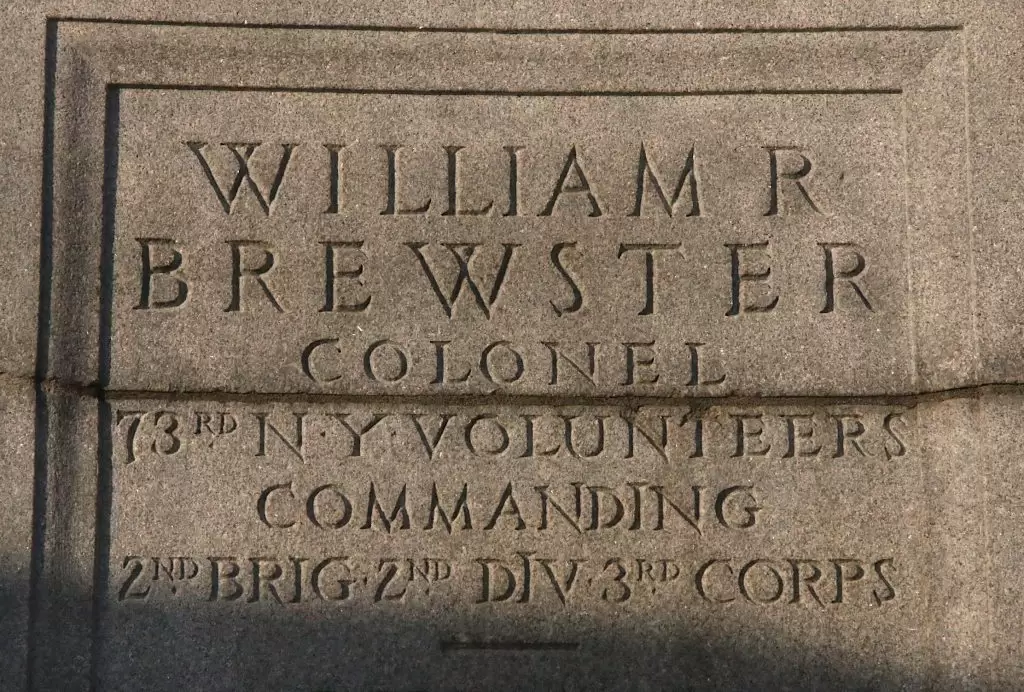 WILLIAM R
BREWSTER
COLONEL
73RD N·Y·VOLUNTEERS
COMMANDING
2ND BRIG·2ND DIV·3RD CORPS